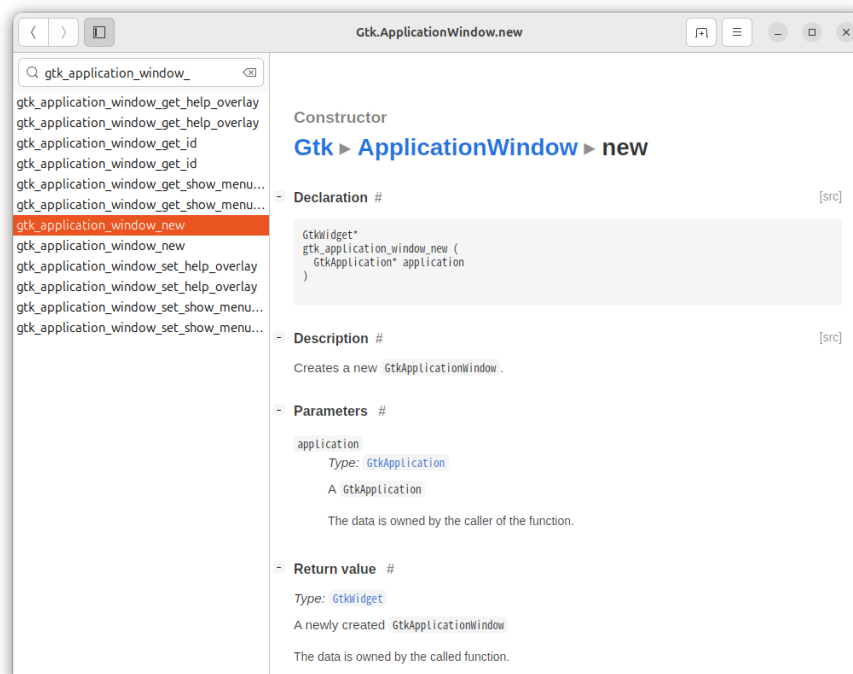 Gtk.ApplicationWindow.new
gtk_application_window_
gtk_application_window_get_help_overlay
gtk_application_window_get_help_overlay
gtk_application_window_get_id
gtk_application_window_get_id
gtk_application_window_get_show_menu…
gtk_application_window_get_show_menu…
gtk_application_window_new
gtk_application_window_new
gtk_application_window_set_help_overlay
gtk_application_window_set_help_overlay
gtk_application_window_set_show_menu…
gtk_application_window_set_show_menu…
Constructor
Gtk ▸ ApplicationWindow ▸ new
- Declaration # [src]
GtkWidget*
gtk_application_window_new (
GtkApplication* application
)
- Description # [src]
Creates a new GtkApplicationWindow.
- Parameters #
application
Type: GtkApplication
A GtkApplication
The data is owned by the caller of the function.
- Return value #
Type: GtkWidget
A newly created GtkApplicationWindow
The data is owned by the called function.